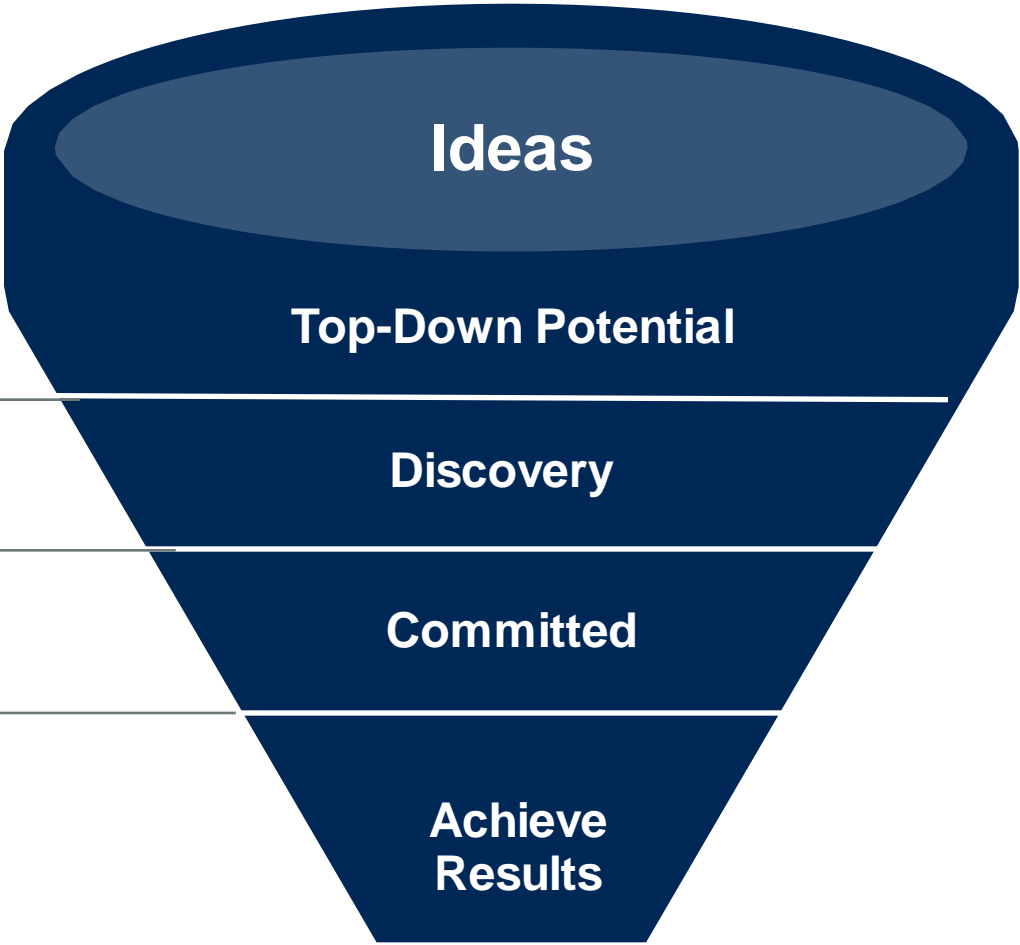 Ideas
Top-Down Potential
Discovery
Committed
Achieve
Results